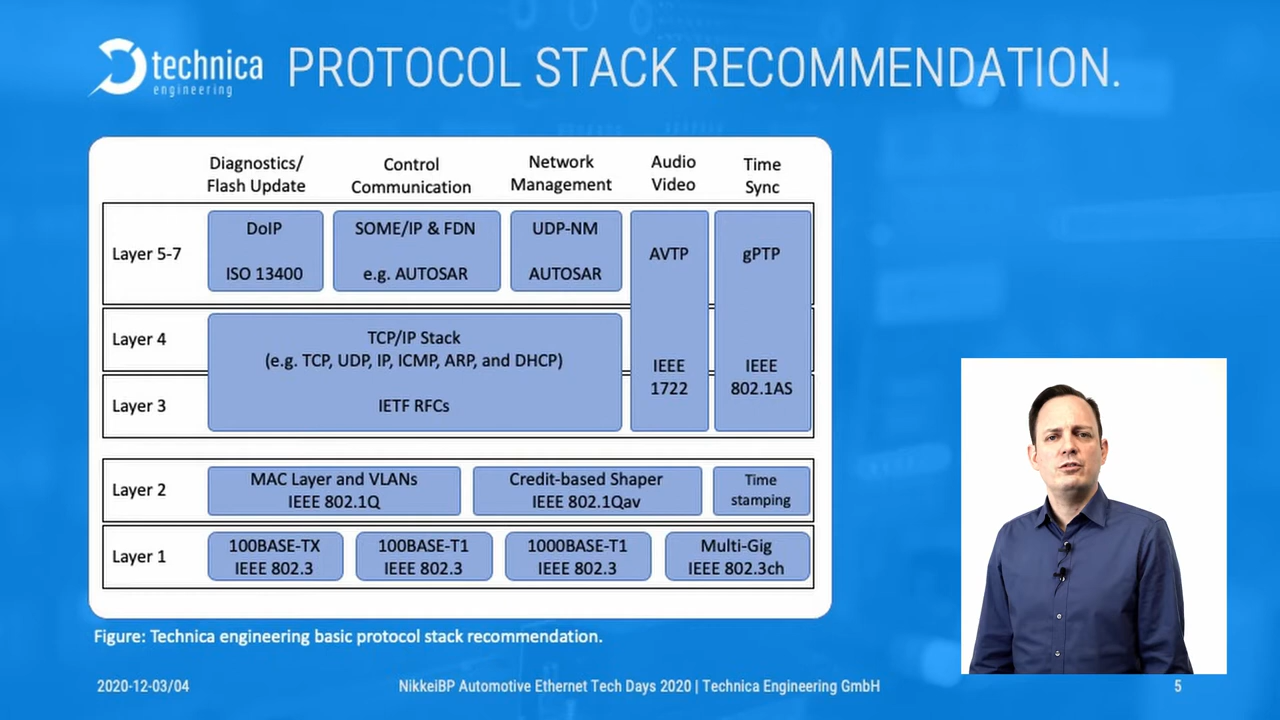 technica
engineering
PROTOCOL STACK RECOMMENDATION.
Diagnostics/
Flash Update
Control
Communication
Network
Management
Audio
Video
Time
Sync
Layer 5-7
DoIP
ISO 13400
SOME/IP & FDN
e.g. AUTOSAR
UDP-NM
AUTOSAR
AVTP
IEEE
1722
gPTP
IEEE
802.1AS
Layer 4
TCP/IP Stack
(e.g. TCP, UDP, IP, ICMP, ARP, and DHCP)
Layer 3
IETF RFCs
Layer 2
MAC Layer and VLANs
IEEE 802.1Q
Credit-based Shaper
IEEE 802.1Qav
Time
stamping
Layer 1
100BASE-TX
IEEE 802.3
100BASE-T1
IEEE 802.3
1000BASE-T1
IEEE 802.3
Multi-Gig
IEEE 802.3ch
Figure: Technica engineering basic protocol stack recommendation.
2020-12-03/04
NikkeiBP Automotive Ethernet Tech Days 2020 | Technica Engineering GmbH
5